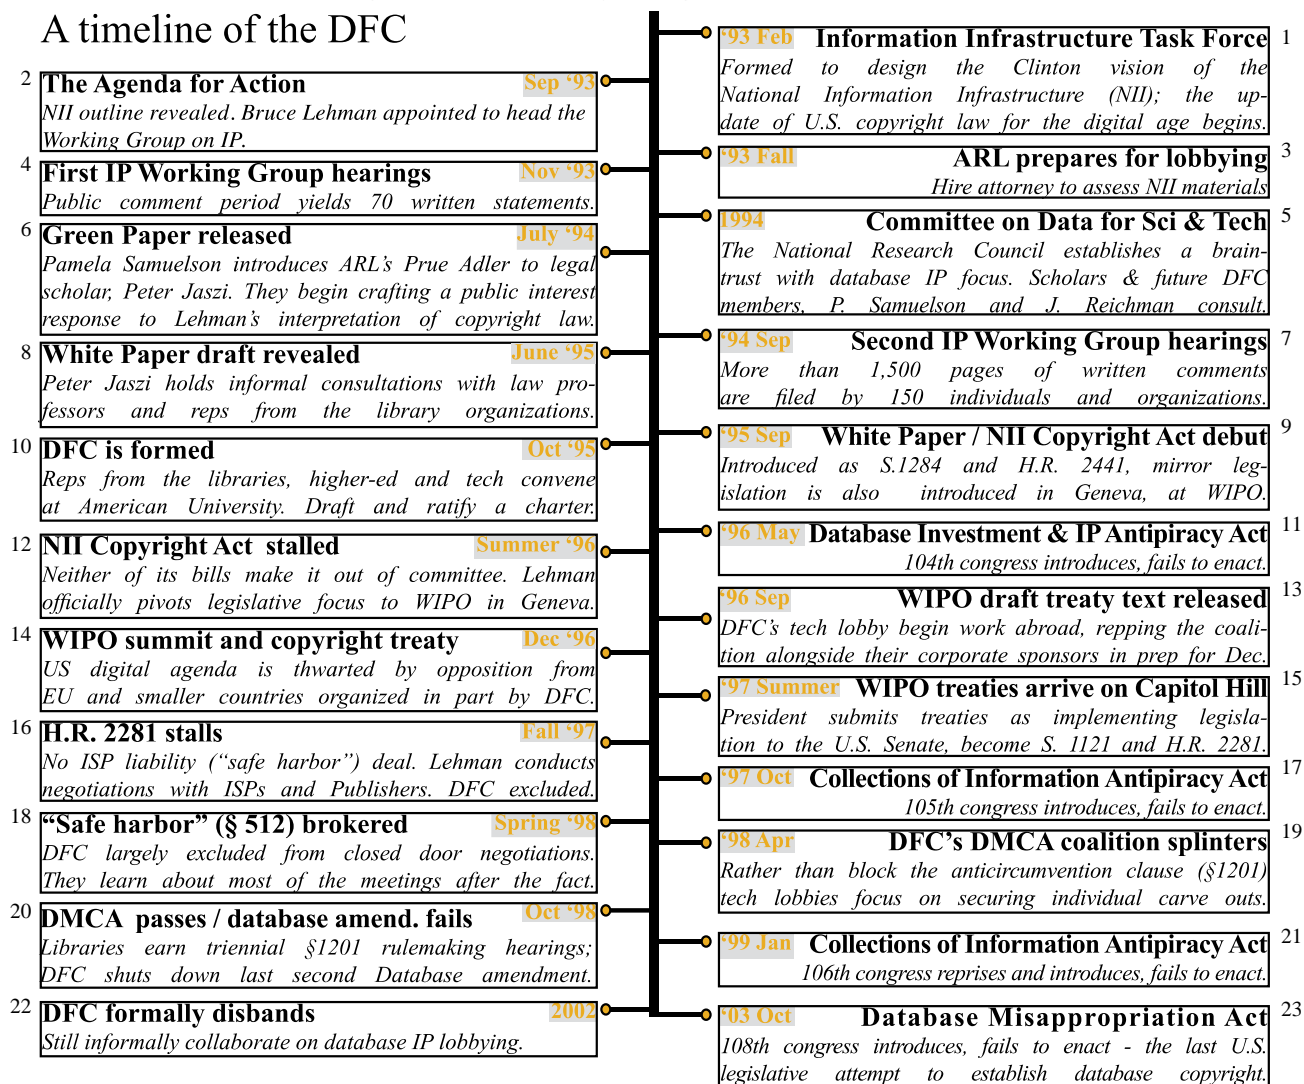 A timeline of the DFC
1
‘93 Feb Information Infrastructure Task Force
Formed to design the Clinton vision of the
National Information Infrastructure (NII); the up-
date of U.S. copyright law for the digital age begins.
2
The Agenda for Action Sep ‘93
NII outline revealed. Bruce Lehman appointed to head the
Working Group on IP.
3
‘93 Fall ARL prepares for lobbying
Hire attorney to assess NII materials
4
First IP Working Group hearings Nov ‘93
Public comment period yields 70 written statements.
5
1994 Committee on Data for Sci & Tech
The National Research Council establishes a brain-
trust with database IP focus. Scholars & future DFC
members, P. Samuelson and J. Reichman consult.
6
Green Paper released July ‘94
Pamela Samuelson introduces ARL’s Prue Adler to legal
scholar, Peter Jaszi. They begin crafting a public interest
response to Lehman’s interpretation of copyright law.
7
‘94 Sep Second IP Working Group hearings
More than 1,500 pages of written comments
are filed by 150 individuals and organizations.
8
White Paper draft revealed June ‘95
Peter Jaszi holds informal consultations with law pro-
fessors and reps from the library organizations.
9
‘95 Sep White Paper / NII Copyright Act debut
Introduced as S.1284 and H.R. 2441, mirror leg-
islation is also introduced in Geneva, at WIPO.
10
DFC is formed Oct ‘95
Reps from the libraries, higher-ed and tech convene
at American University. Draft and ratify a charter.
11
‘96 May Database Investment & IP Antipiracy Act
104th congress introduces, fails to enact.
12
NII Copyright Act stalled Summer ‘96
Neither of its bills make it out of committee. Lehman
officially pivots legislative focus to WIPO in Geneva.
13
‘96 Sep WIPO draft treaty text released
DFC’s tech lobby begin work abroad, repping the coali-
tion alongside their corporate sponsors in prep for Dec.
14
WIPO summit and copyright treaty Dec ‘96
US digital agenda is thwarted by opposition from
EU and smaller countries organized in part by DFC.
15
‘97 Summer WIPO treaties arrive on Capitol Hill
President submits treaties as implementing legisla-
tion to the U.S. Senate, become S. 1121 and H.R. 2281.
16
H.R. 2281 stalls Fall ‘97
No ISP liability (“safe harbor”) deal. Lehman conducts
negotiations with ISPs and Publishers. DFC excluded.
17
‘97 Oct Collections of Information Antipiracy Act
105th congress introduces, fails to enact.
18
“Safe harbor” (§ 512) brokered Spring ‘98
DFC largely excluded from closed door negotiations.
They learn about most of the meetings after the fact.
19
‘98 Apr DFC’s DMCA coalition splinters
Rather than block the anticircumvention clause (§1201)
tech lobbies focus on securing individual carve outs.
20
DMCA passes / database amend. fails Oct ‘98
Libraries earn triennial §1201 rulemaking hearings;
DFC shuts down last second Database amendment.
21
‘99 Jan Collections of Information Antipiracy Act
106th congress reprises and introduces, fails to enact.
22
DFC formally disbands 2002
Still informally collaborate on database IP lobbying.
23
‘03 Oct Database Misappropriation Act
108th congress introduces, fails to enact - the last U.S.
legislative attempt to establish database copyright.